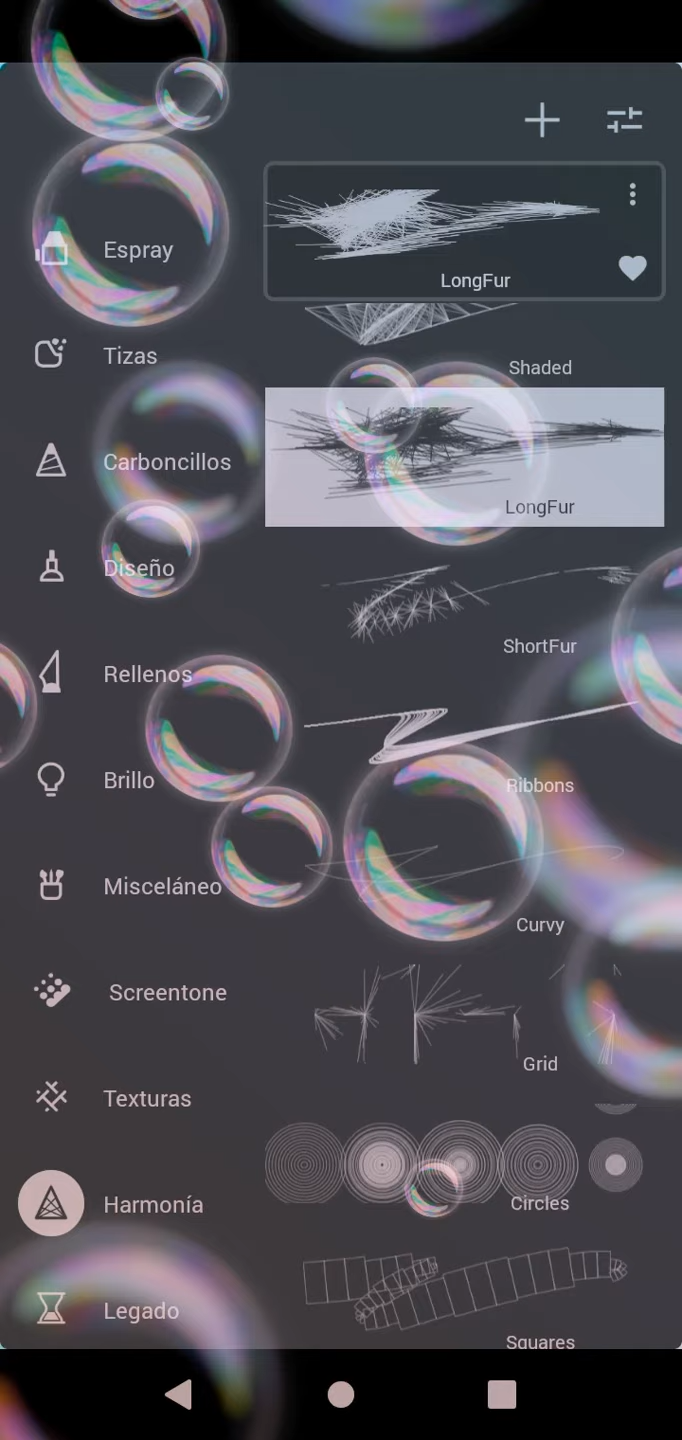 Espray
Tizas
Carboncillos
Diseño
Rellenos
Brillo
Misceláneo
Screentone
Texturas
Harmonía
Legado
LongFur
Shaded
LongFur
ShortFur
Ribbons
Curvy
Grid
Circles
Squares